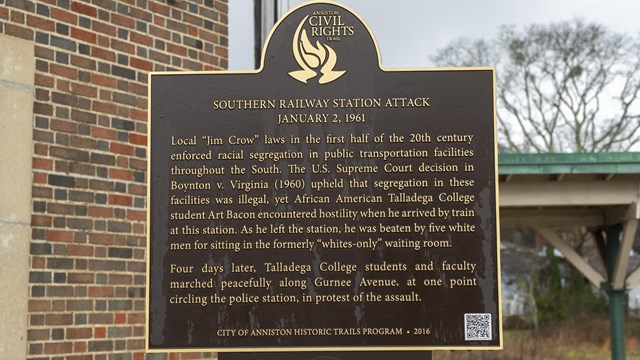 ANNISTON
CIVIL
RIGHTS
TRAIL
SOUTHERN RAILWAY STATION ATTACK
JANUARY 2, 1961
Local "Jim Crow" laws in the first half of the 20th century
enforced racial segregation in public transportation facilities
throughout the South. The U.S. Supreme Court decision in
Boynton v. Virginia (1960) upheld that segregation in these
facilities was illegal, yet African American Talladega College
student Art Bacon encountered hostility when he arrived by train
at this station. As he left the station, he was beaten by five white
men for sitting in the formerly "whites-only" waiting room.
Four days later, Talladega College students and faculty
marched peacefully along Gurnee Avenue, at one point
circling the police station, in protest of the assault.
CITY OF ANNISTON HISTORIC TRAILS PROGRAM • 2016